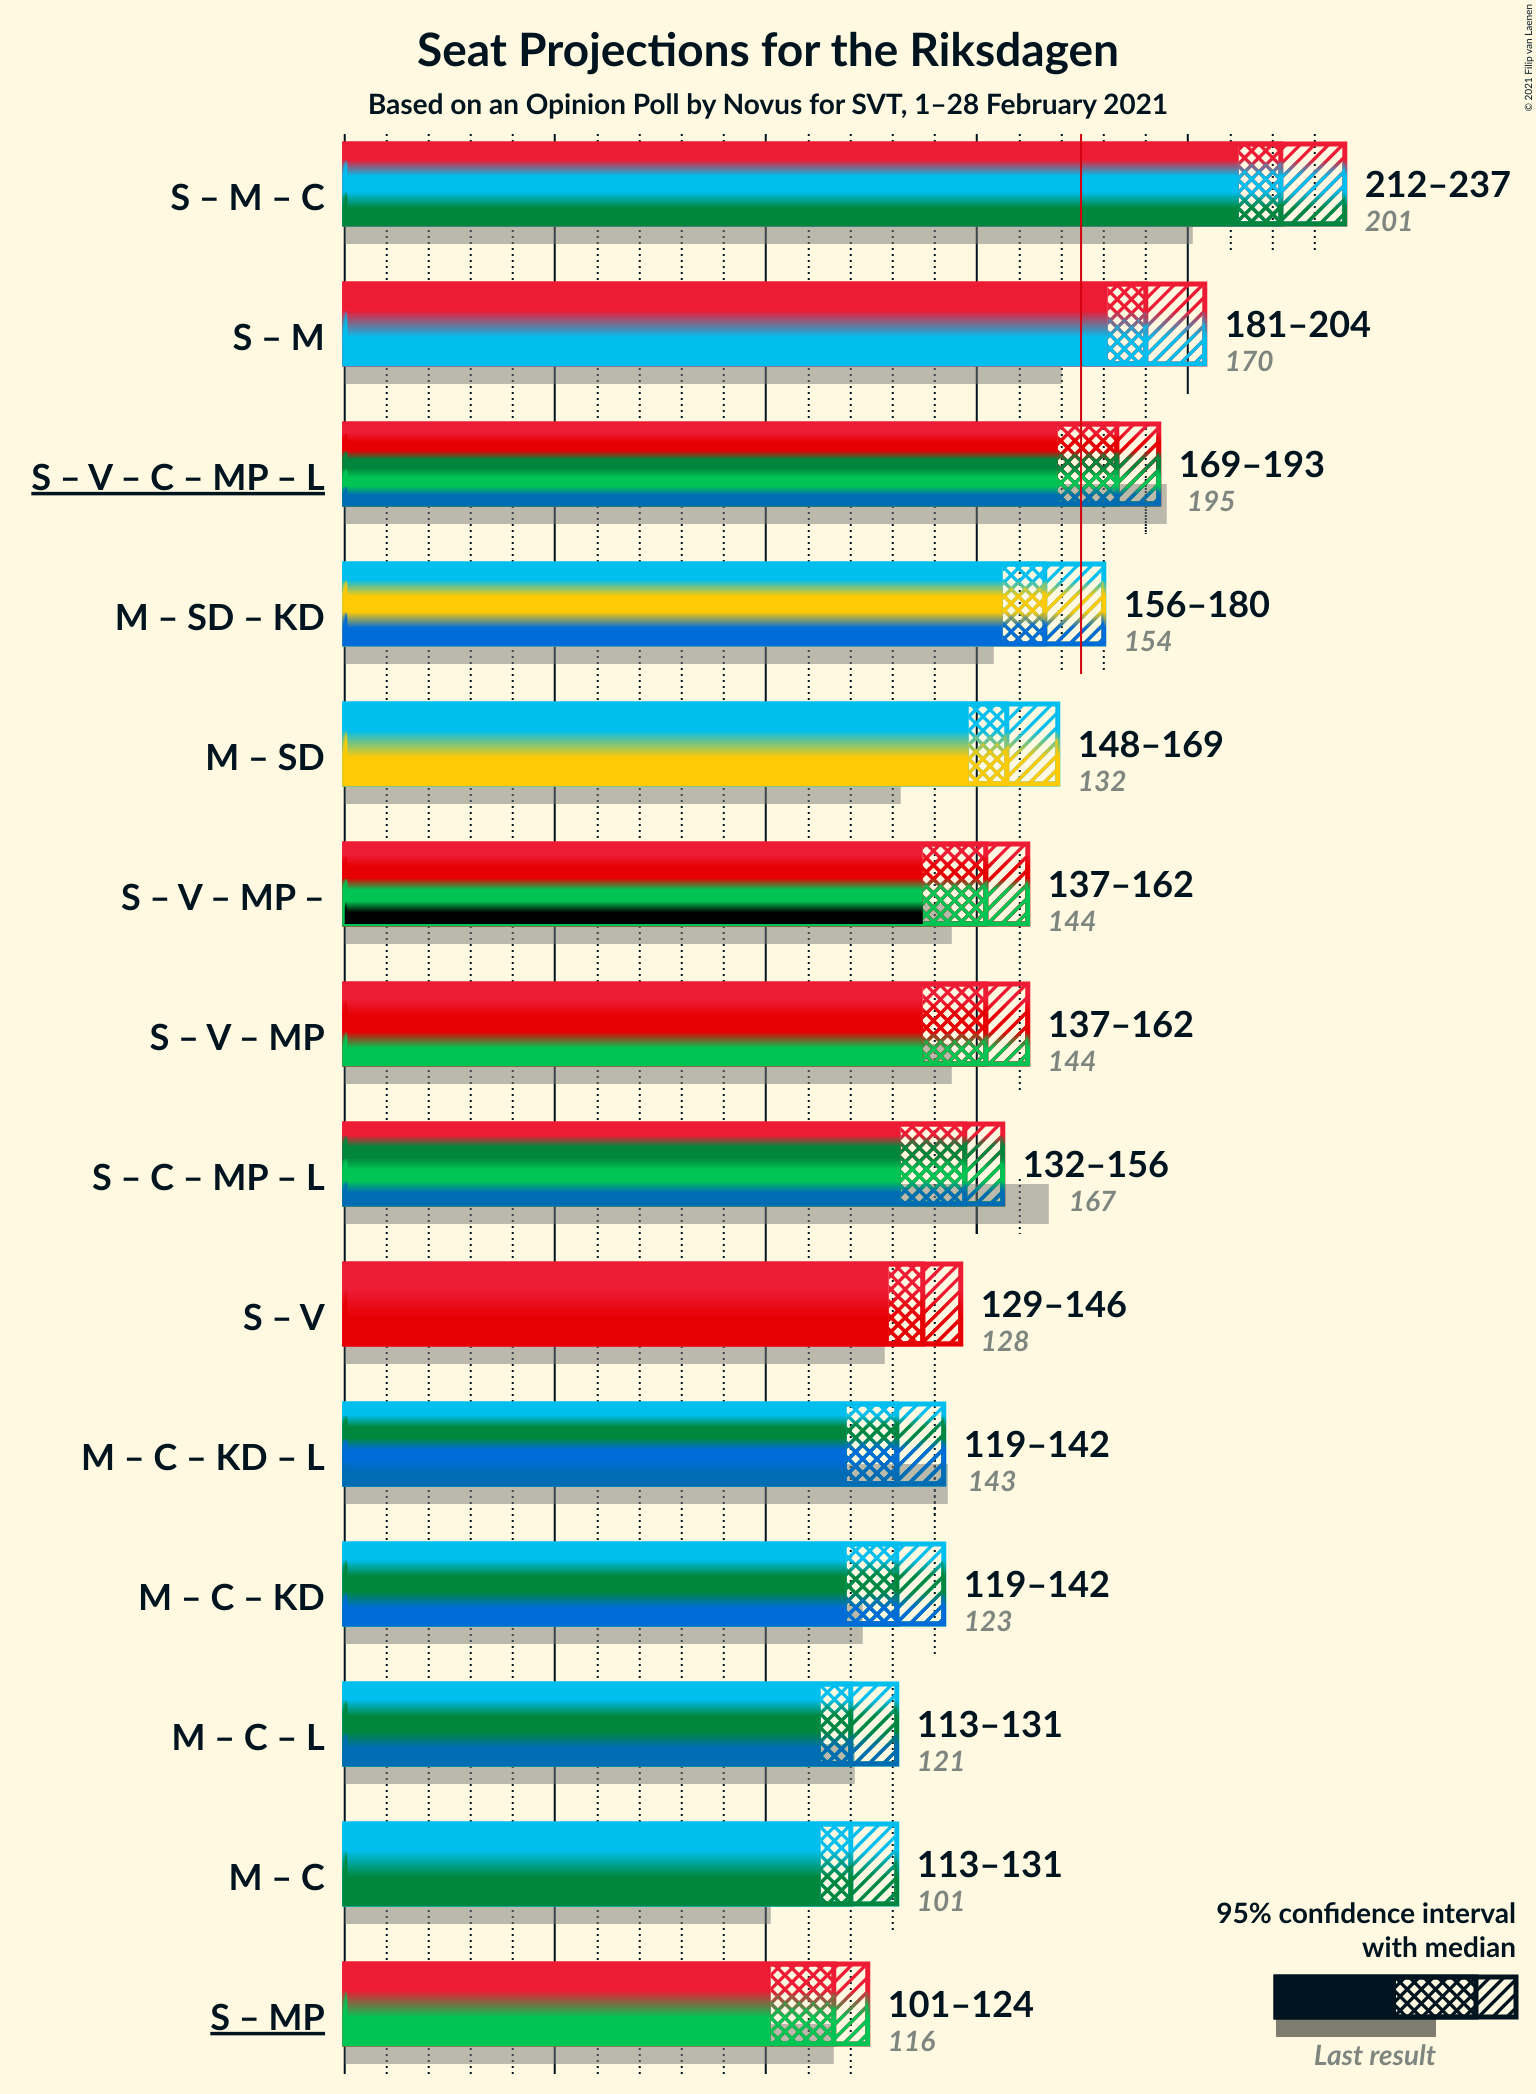 Seat Projections for the Riksdagen
Based on an Opinion Poll by Novus for SVT, 1–28 February 2021
© 2021 Filip van Laenen
S – M – C
212–237
201
S – M
181–204
170
S – V – C – MP – L
169–193
195
M – SD – KD
156–180
154
M – SD
148–169
132
S – V – MP –
137–162
144
S – V – MP
137–162
144
S – C – MP – L
132–156
167
S – V
129–146
128
M – C – KD – L
119–142
143
M – C – KD
119–142
123
M – C – L
113–131
121
M – C
113–131
101
S – MP
101–124
116
95% confidence interval
with median
Last result